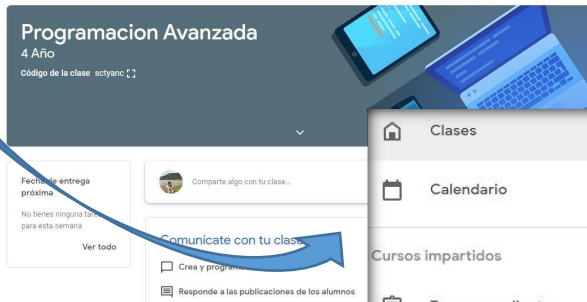 Programacion Avanzada
4 Año
Código de la clase sctyanc
Fecha de entrega
próxima
No tienes ninguna tarea
para esta semana
Ver todo
Comparte algo con tu clase...
Comunicate con tu clase
Crea y
Responde a las publicaciones de los alumnos
Clases
Calendario
Cursos impartidos